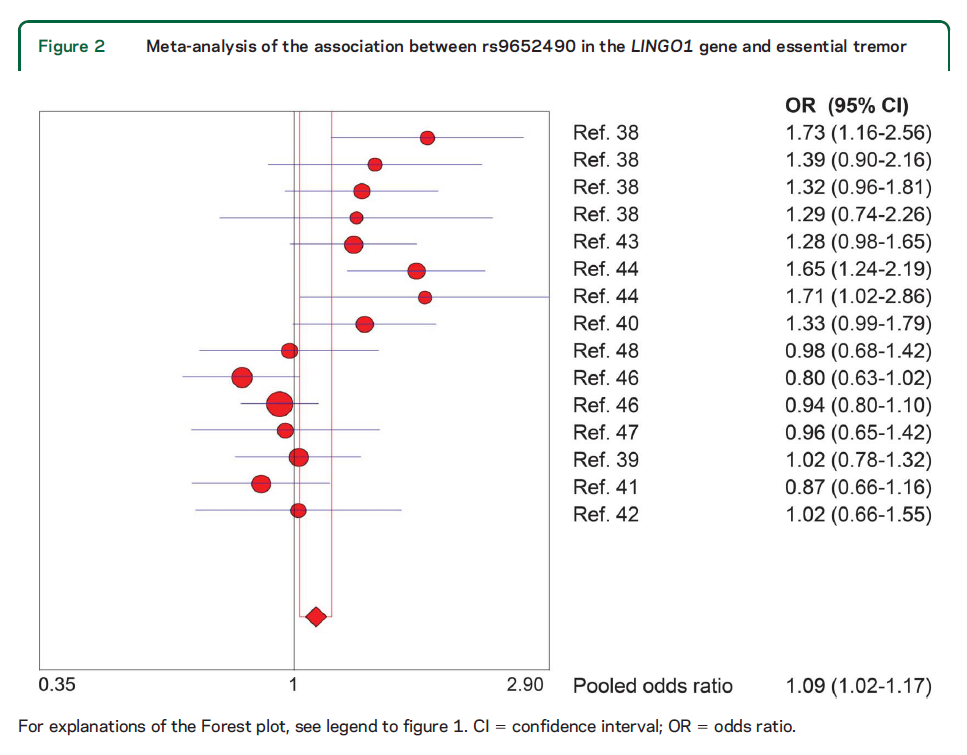 Figure 2 Meta-analysis of the association between rs9652490 in the LINGO1 gene and essential tremor
OR (95% CI)
Ref. 38 1.73 (1.16-2.56)
Ref. 38 1.39 (0.90-2.16)
Ref. 38 1.32 (0.96-1.81)
Ref. 38 1.29 (0.74-2.26)
Ref. 43 1.28 (0.98-1.65)
Ref. 44 1.65 (1.24-2.19)
Ref. 44 1.71 (1.02-2.86)
Ref. 40 1.33 (0.99-1.79)
Ref. 48 0.98 (0.68-1.42)
Ref. 46 0.80 (0.63-1.02)
Ref. 46 0.94 (0.80-1.10)
Ref. 47 0.96 (0.65-1.42)
Ref. 39 1.02 (0.78-1.32)
Ref. 41 0.87 (0.66-1.16)
Ref. 42 1.02 (0.66-1.55)
0.35 1 2.90 Pooled odds ratio 1.09 (1.02-1.17)
For explanations of the Forest plot, see legend to figure 1. CI = confidence interval; OR = odds ratio.